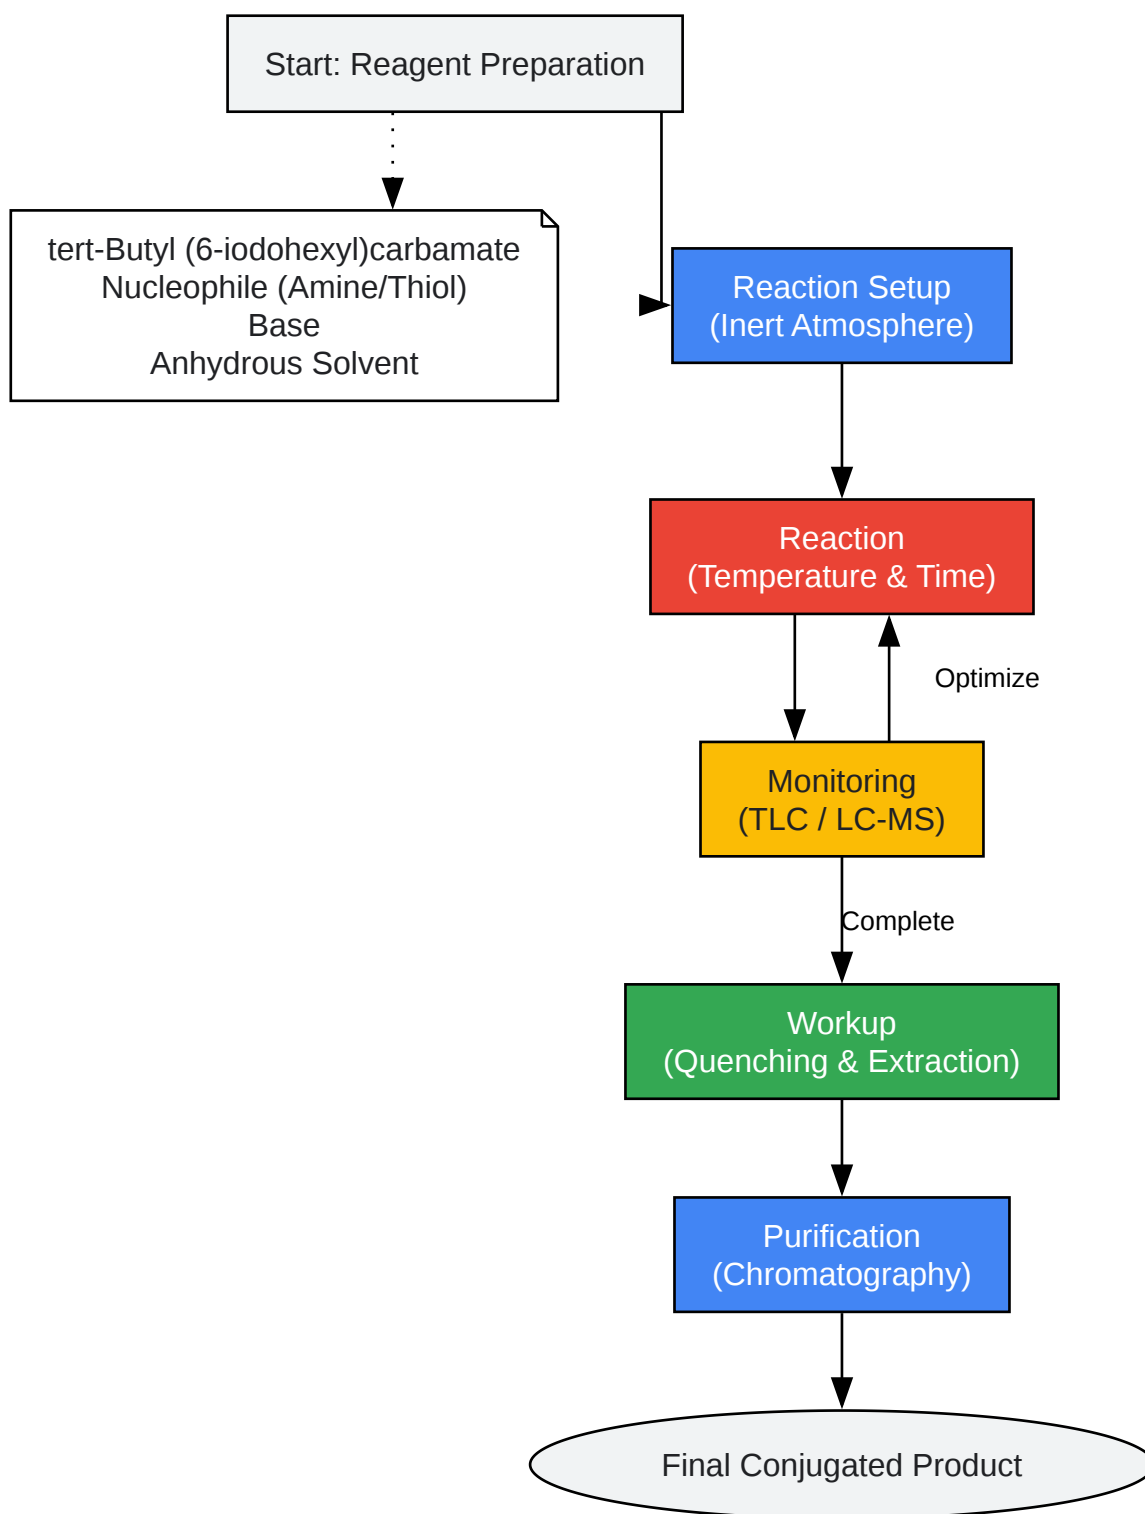 Start: Reagent Preparation
tert-Butyl (6-iodohexyl)carbamate
Nucleophile (Amine/Thiol)
Base
Anhydrous Solvent
Reaction Setup
(Inert Atmosphere)
Reaction
(Temperature & Time)
Optimize
Monitoring
(TLC / LC-MS)
Complete
Workup
(Quenching & Extraction)
Purification
(Chromatography)
Final Conjugated Product